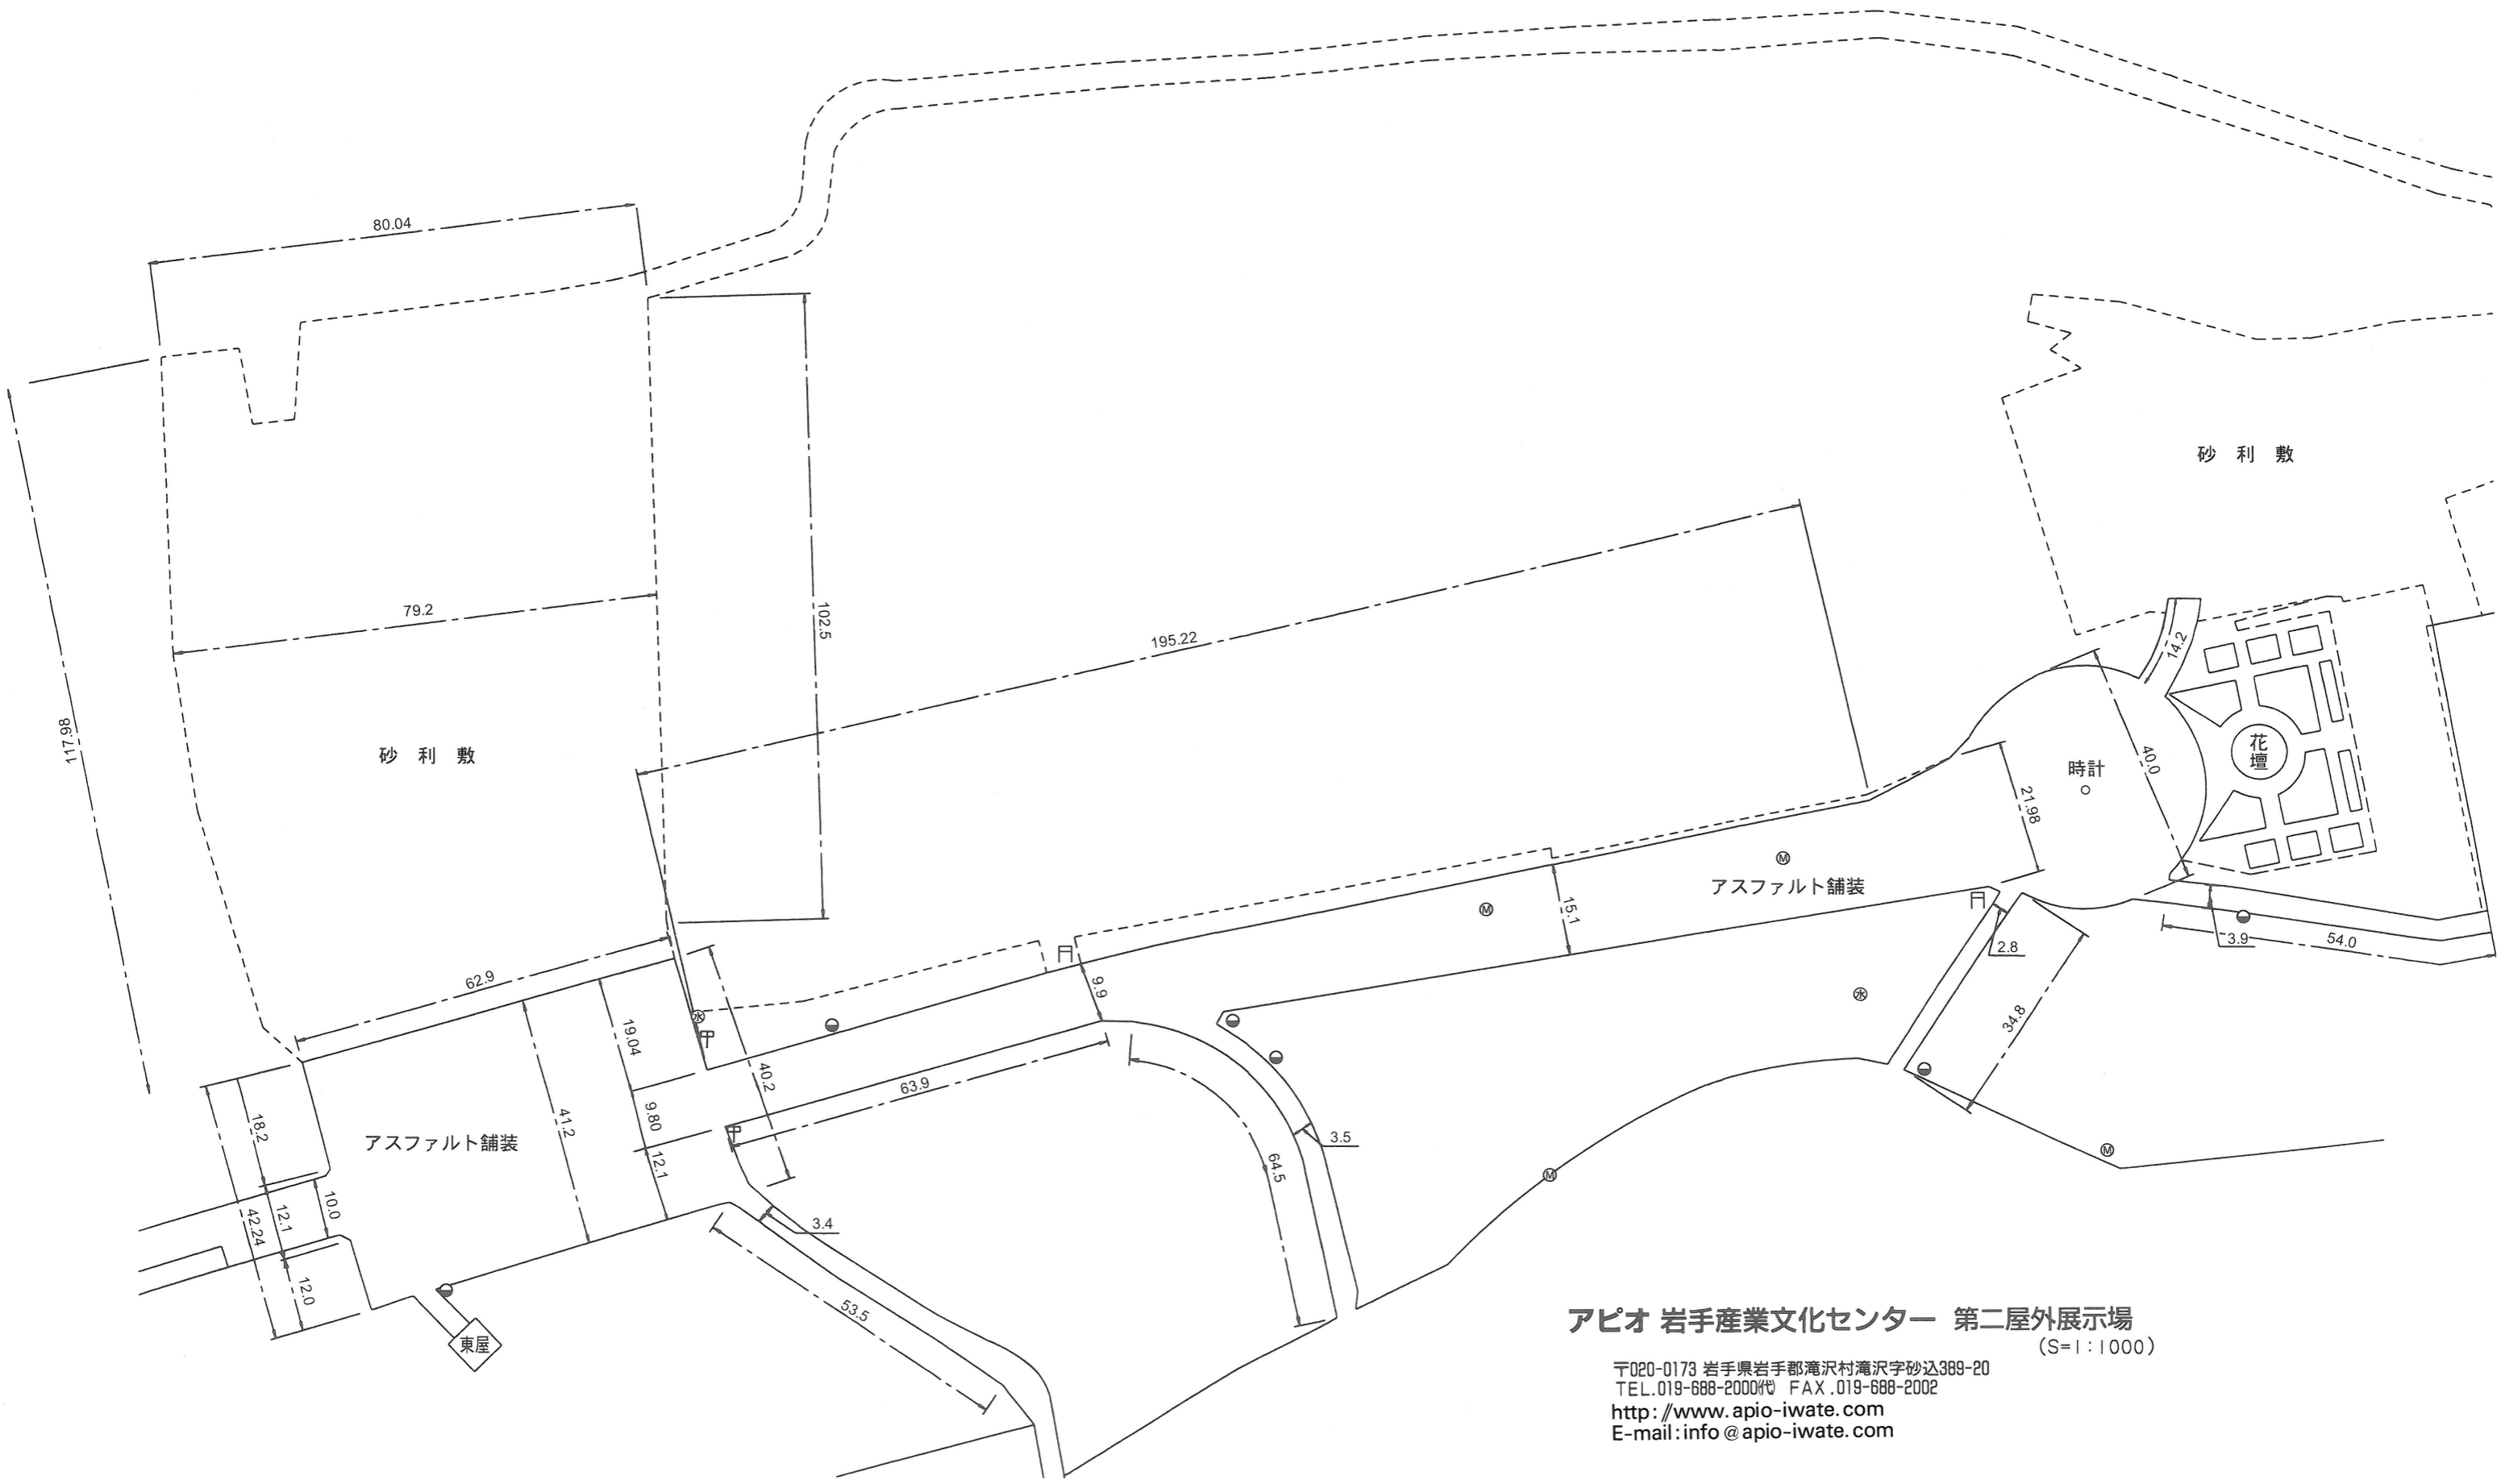 80.04
117.98
79.2
102.5
195.22
砂利敷
砂利敷
14.2
花壇
時計
40.0
21.98
Ⓜ
アスファルト舗装
Ⓜ
15.1
2.8
3.9
54.0
62.9
9.9
水
水
34.8
19.04
40.2
63.9
9.80
41.2
12.1
アスファルト舗装
18.2
10.0
12.1
42.24
12.0
3.5
64.5
Ⓜ
Ⓜ
3.4
53.5
東屋
アピオ 岩手産業文化センター 第二屋外展示場
(S=1:1000)
〒020-0173 岩手県岩手郡滝沢村滝沢字砂込389-20
TEL.019-688-2000㈹ FAX.019-688-2002
http://www.apio-iwate.com
E-mail:info@apio-iwate.com